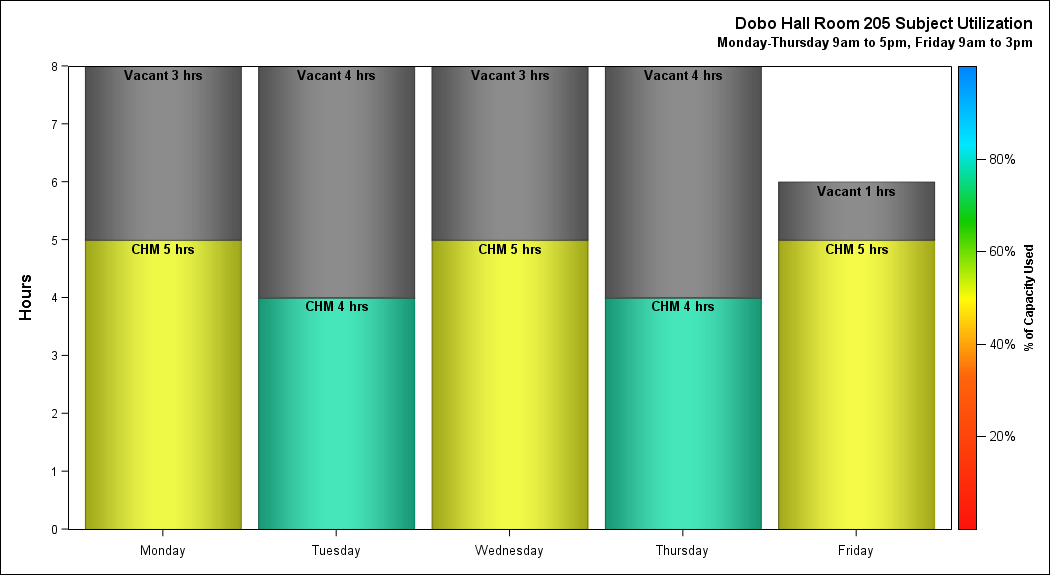 Dobo Hall Room 205 Subject Utilization
Monday-Thursday 9am to 5pm, Friday 9am to 3pm
Hours
8
7
6
5
4
3
2
1
0
Vacant 3 hrs
CHM 5 hrs
Vacant 4 hrs
CHM 4 hrs
Vacant 3 hrs
CHM 5 hrs
Vacant 4 hrs
CHM 4 hrs
Vacant 1 hrs
CHM 5 hrs
Monday
Tuesday
Wednesday
Thursday
Friday
80%
60%
40%
20%
% of Capacity Used